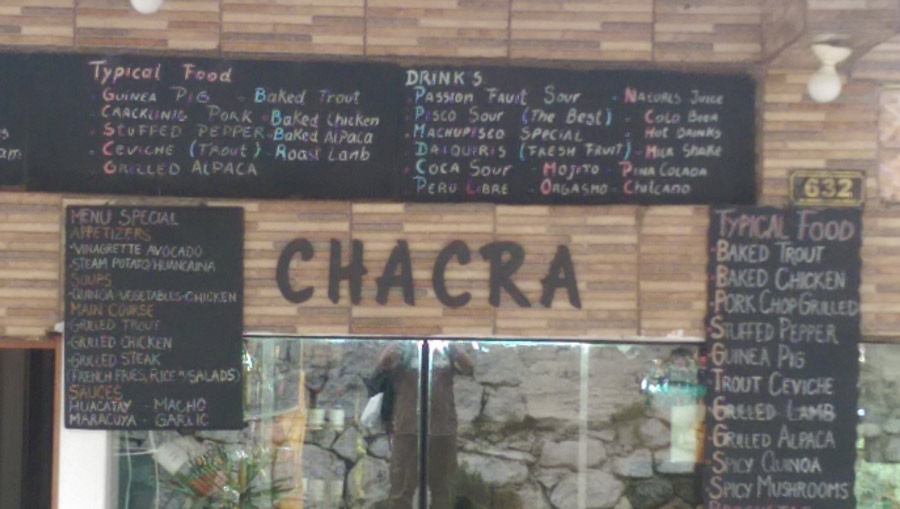 Typical Food
Guinea Pig - Baked Trout
Cracklinig Pork - Baked Chicken
Stuffed Pepper - Baked Alpaca
Ceviche (Trout) - Roast Lamb
Grilled Alpaca
DRINKS
Passion Fruit Sour - Naturls Juice
Pisco Sour (The Best) - Cold Beer
Machupisco Special - Hot Drinks
Daiquiris (Fresh Fruit) - Milk Shake
Coca Sour - Mojito - Pina Colada
Peru Libre - Orgasmo - Chilcano
632
MENU SPECIAL
APPETIZERS
-VINAGRETTE AVOCADO
-STEAM POTATO/HUANCAINA
SOUPS
-QUINOA-VEGETABLES-CHICKEN
MAIN COURSE
-GRILLED TROUT
-GRILLED CHICKEN
-GRILLED STEAK
(FRENCH FRIES, RICE */SALADS)
SAUCES
HUACATAY - MACHO
MARACUYA - GARLIC
CHACRA
TYPICAL FOOD
-BAKED TROUT
-BAKED CHICKEN
-PORK CHOP GRILLED
-STUFFED PEPPER
-GUINEA PIG
-TROUT CEVICHE
-GRILLED LAMB
-GRILLED ALPACA
-SPICY QUINOA
-SPICY MUSHROOMS